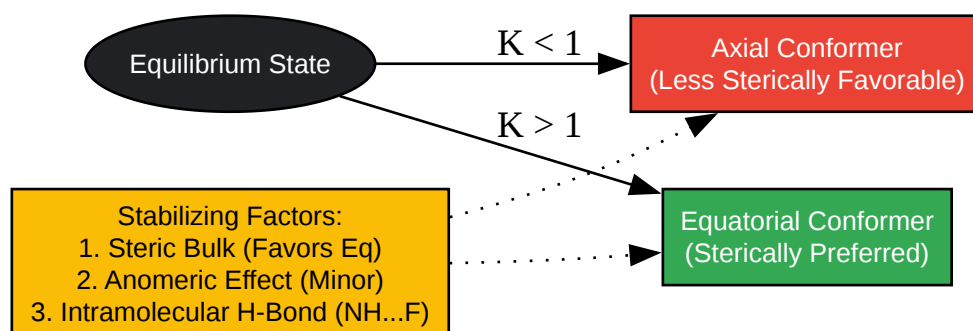 Equilibrium State
K < 1
Axial Conformer
(Less Sterically Favorable)
K > 1
Stabilizing Factors:
1. Steric Bulk (Favors Eq)
2. Anomeric Effect (Minor)
3. Intramolecular H-Bond (NH...F)
Equatorial Conformer
(Sterically Preferred)